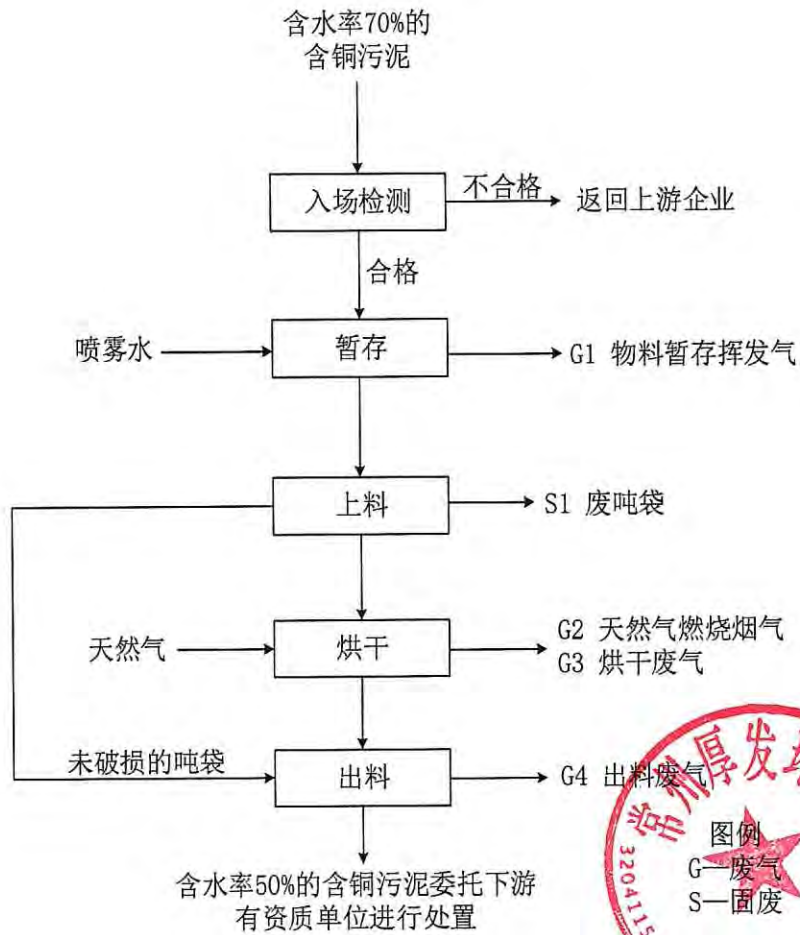 含水率70%的
含铜污泥
入场检测
不合格
返回上游企业
合格
喷雾水
暂存
G1 物料暂存挥发气
上料
S1 废吨袋
天然气
烘干
G2 天然气燃烧烟气
G3 烘干废气
未破损的吨袋
出料
G4 出料废气
常州厚发
图例
G—废气
S—固废
3204115
含水率50%的含铜污泥委托下游
有资质单位进行处置